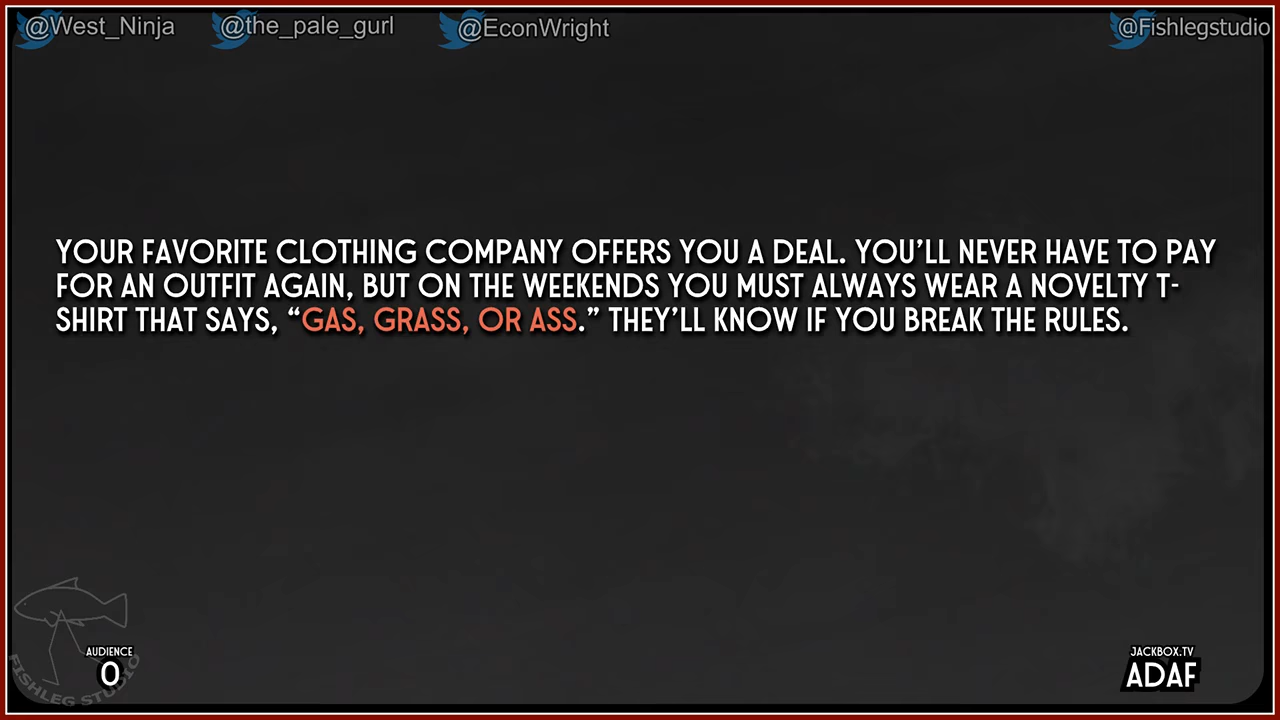 @West_Ninja @the_pale_gurl @EconWright @Fishlegstudio
YOUR FAVORITE CLOTHING COMPANY OFFERS YOU A DEAL. YOU'LL NEVER HAVE TO PAY
FOR AN OUTFIT AGAIN, BUT ON THE WEEKENDS YOU MUST ALWAYS WEAR A NOVELTY T-
SHIRT THAT SAYS, “GAS, GRASS, OR ASS.” THEY'LL KNOW IF YOU BREAK THE RULES.
AUDIENCE
0
FISHLEG STUDIO
JACKBOX.TV
ADAF